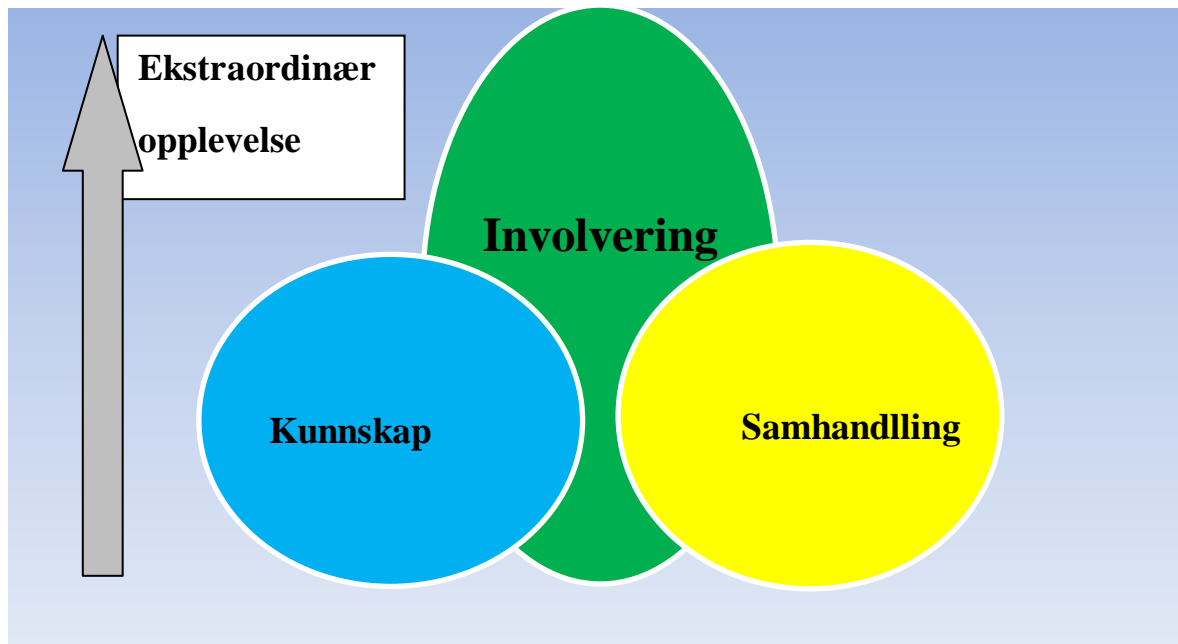 Ekstraordinær
opplevelse
Involvering
Kunnskap
Samhandlling